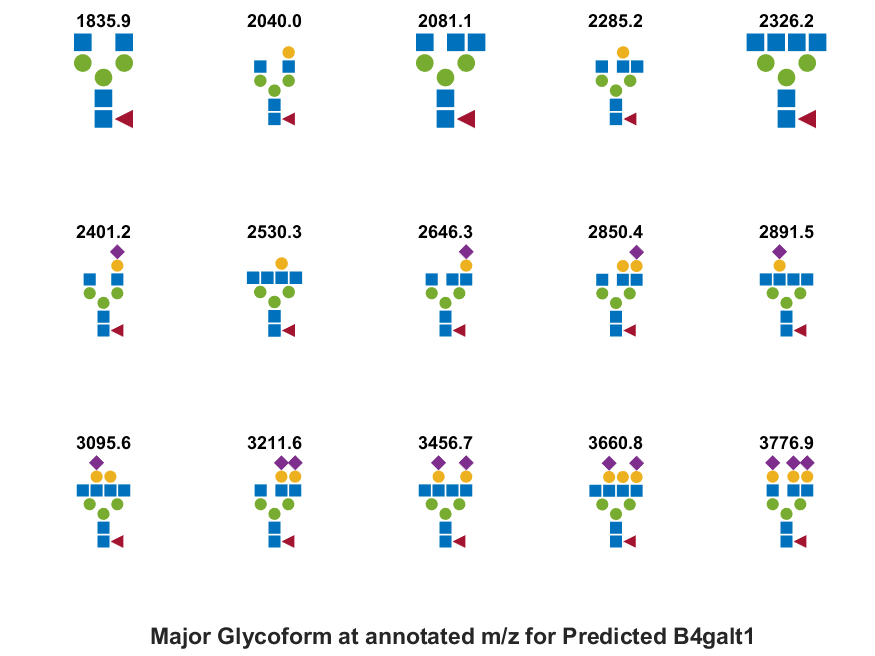 1835.9 2040.0 2081.1 2285.2 2326.2
2401.2 2530.3 2646.3 2850.4 2891.5
3095.6 3211.6 3456.7 3660.8 3776.9
Major Glycoform at annotated m/z for Predicted B4galt1